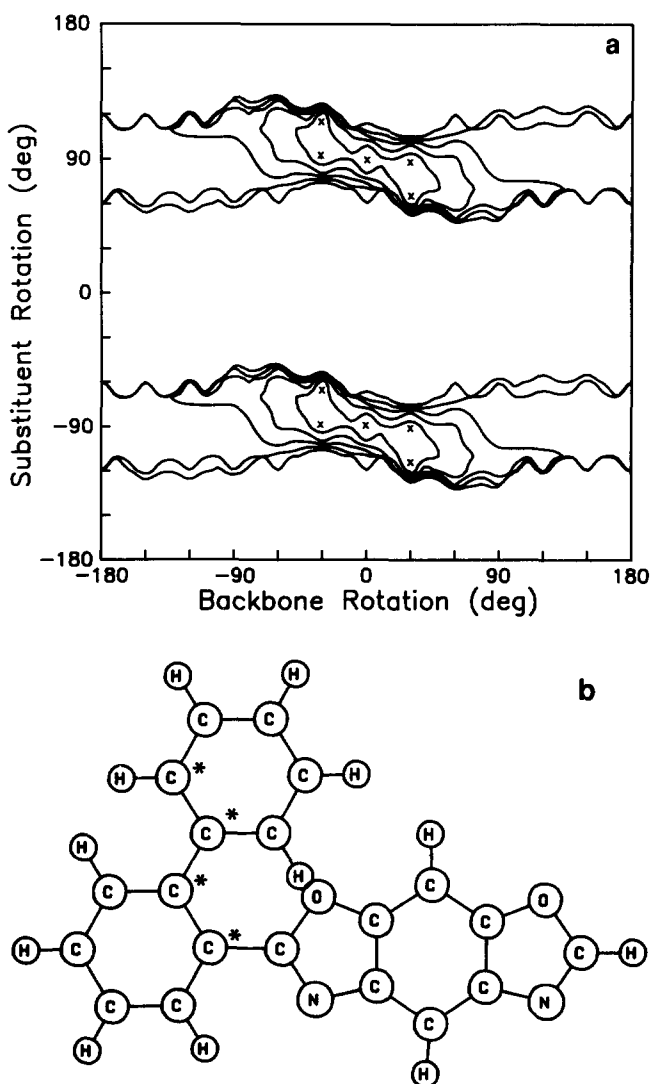 180
a
90
0
-90
-180
Substituent Rotation (deg)
-180 -90 0 90 180
Backbone Rotation (deg)
b
H H
C C
H C * C H
C * C H
H H
C C * O C O
C C
H C C * C C H
C C
C C N C N
H H H